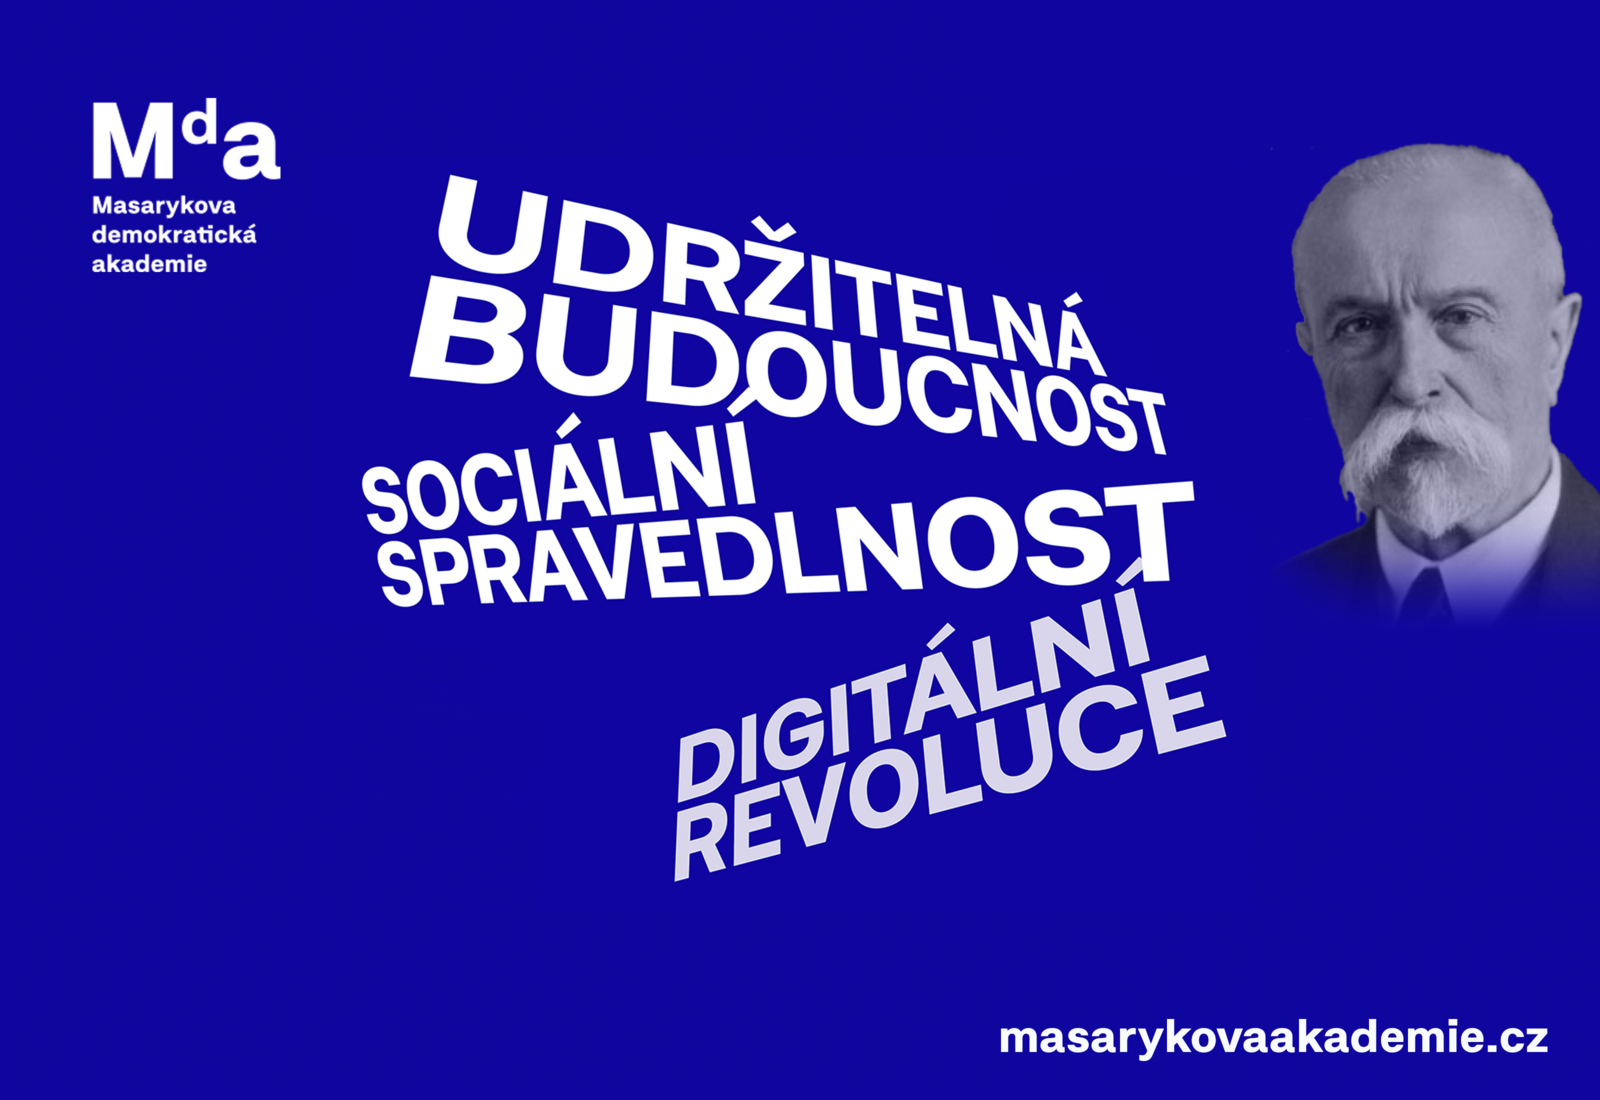 Mda
Masarykova
demokratická
akademie
UDRŽITELNÁ
BUDOUCNOST
SOCIÁLNÍ
SPRAVEDLNOST
DIGITÁLNÍ
REVOLUCE
masarykovaakademie.cz